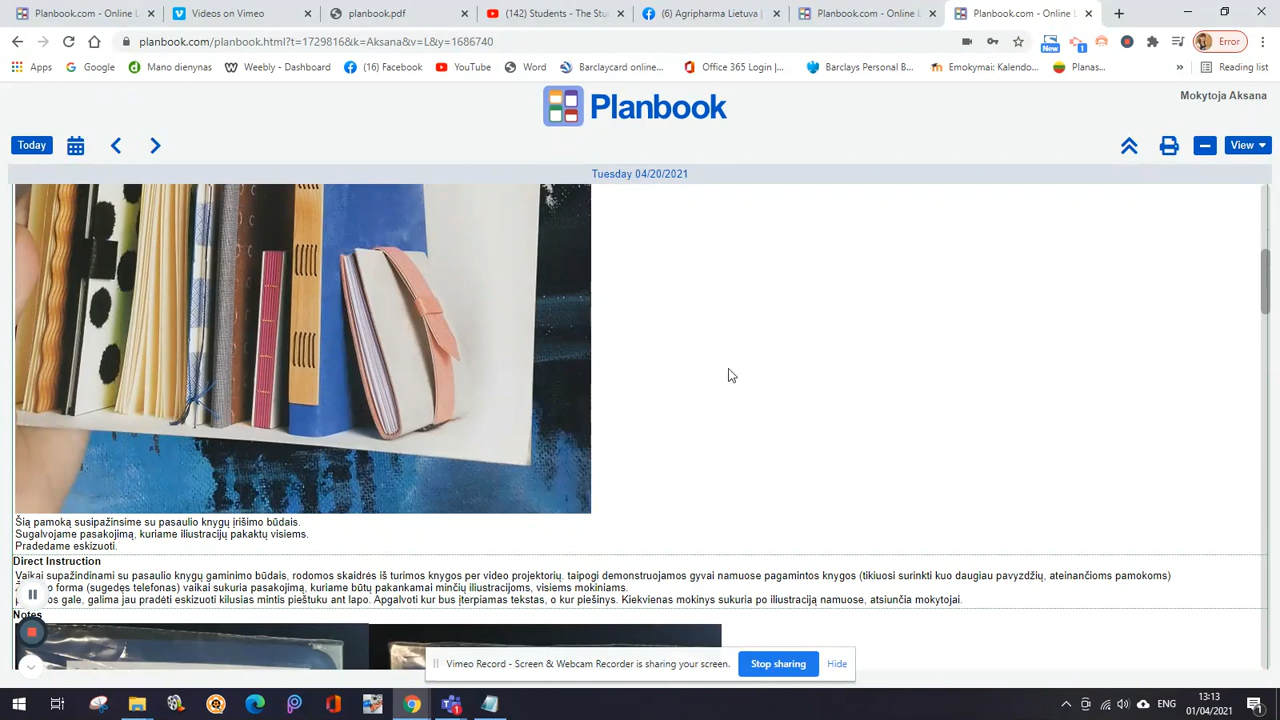 Planbook.com - Online L
Videos on Vimeo
planbook.pdf
(142) Students - The Stu
(6) Agripharma Lietuva |
Planbook.com - Online L
Planbook.com - Online L
planbook.com/planbook.html?t=1729816&k=Aksana&v=L&y=1686740
New
1
Error
Apps
Google
Mano dienynas
Weebly - Dashboard
(16) Facebook
YouTube
Word
Barclaycard online...
Office 365 Login |...
Barclays Personal B...
Emokymai: Kalendo...
Planas...
Reading list
Planbook
Mokytoja Aksana
Today
View
Tuesday 04/20/2021
Šią pamoką susipažinsime su pasaulio knygų įrišimo būdais.
Sugalvojame pasakojimą, kuriame iliustracijų pakaktų visiems.
Pradedame eskizuoti.
Direct Instruction
Vaikai supažindinami su pasaulio knygų gaminimo būdais, rodomos skaidrės iš turimos knygos per video projektorių. taipogi demonstruojamos gyvai namuose pagamintos knygos (tikiuosi surinkti kuo daugiau pavyzdžių, ateinančioms pamokoms)
forma (sugedęs telefonas) vaikai sukuria pasakojimą, kuriame būtų pakankamai minčių iliustracijoms, visiems mokiniams.
gale, galima jau pradėti eskizuoti kilusias mintis pieštuku ant lapo. Apgalvoti kur bus įterpiamas tekstas, o kur piešinys. Kiekvienas mokinys sukuria po iliustraciją namuose, atsiunčia mokytojai.
Notes
Vimeo Record - Screen & Webcam Recorder is sharing your screen.
Stop sharing
Hide
ENG
13:13
01/04/2021